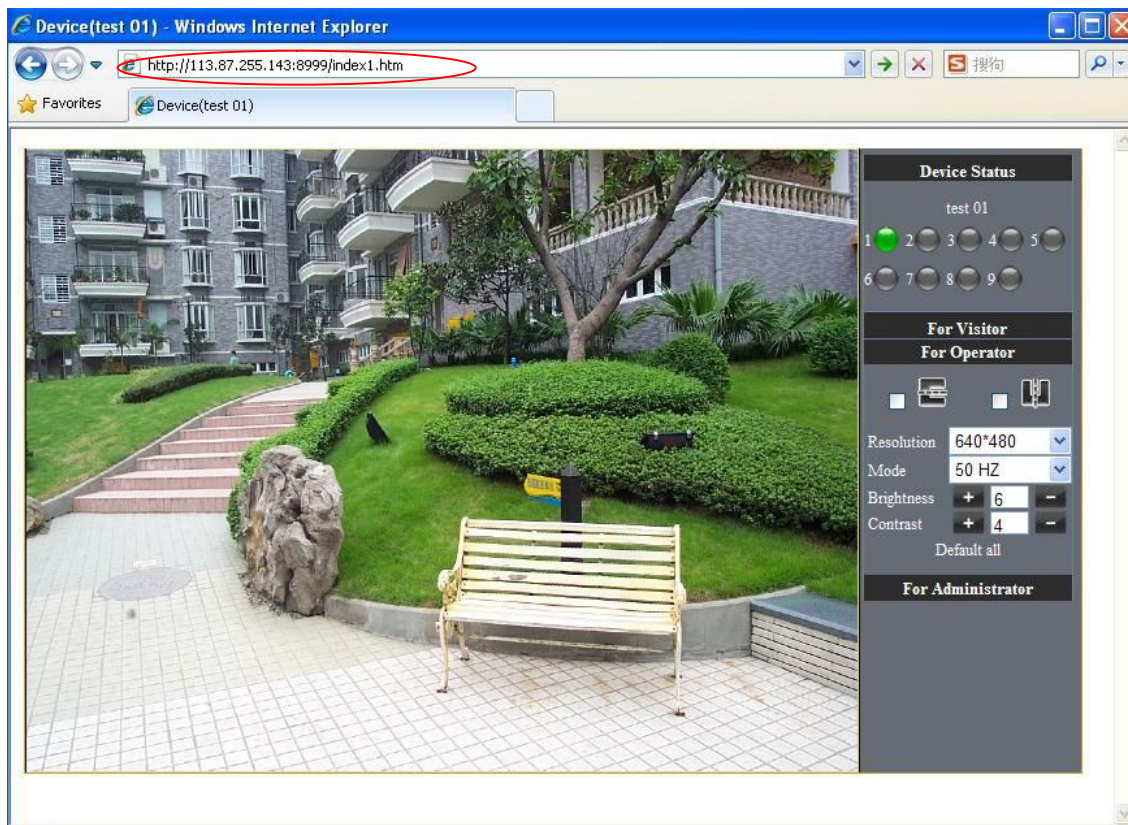 Device(test 01) - Windows Internet Explorer
http://113.87.255.143:8999/index1.htm
搜狗
Favorites
Device(test 01)
Device Status
test 01
1 2 3 4 5
6 7 8 9
For Visitor
For Operator
Resolution 640*480
Mode 50 HZ
Brightness + 6 -
Contrast + 4 -
Default all
For Administrator